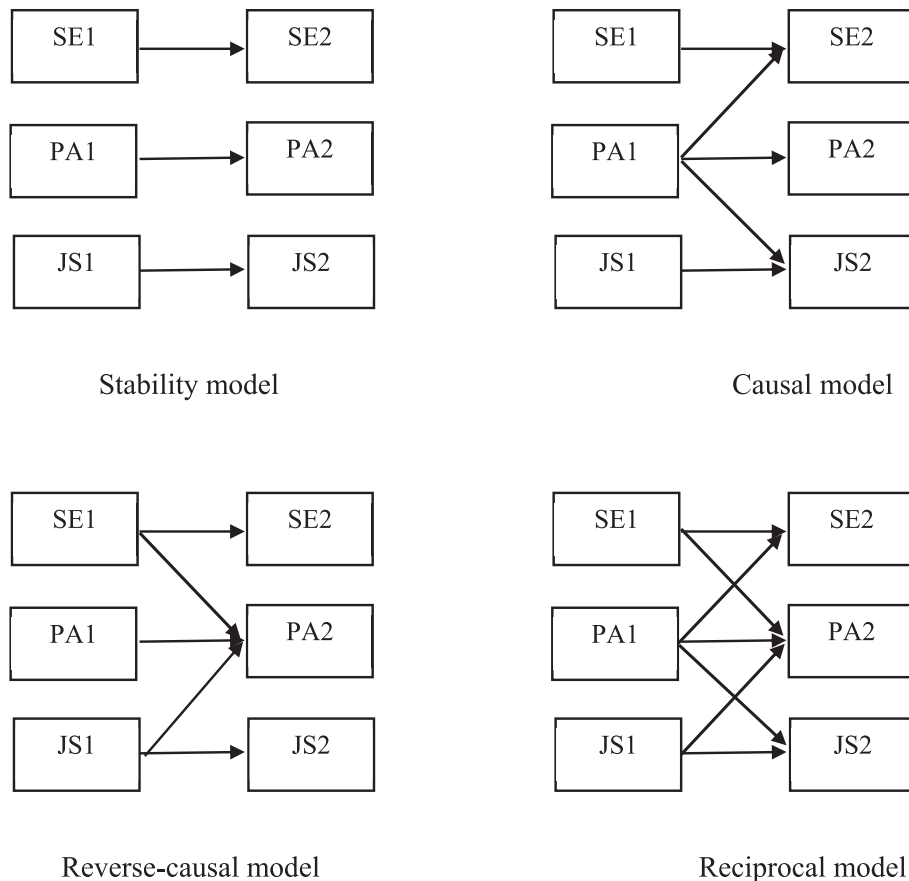 SE1 SE2 SE1 SE2
PA1 PA2 PA1 PA2
JS1 JS2 JS1 JS2
Stability model Causal model
SE1 SE2 SE1 SE2
PA1 PA2 PA1 PA2
JS1 JS2 JS1 JS2
Reverse-causal model Reciprocal model